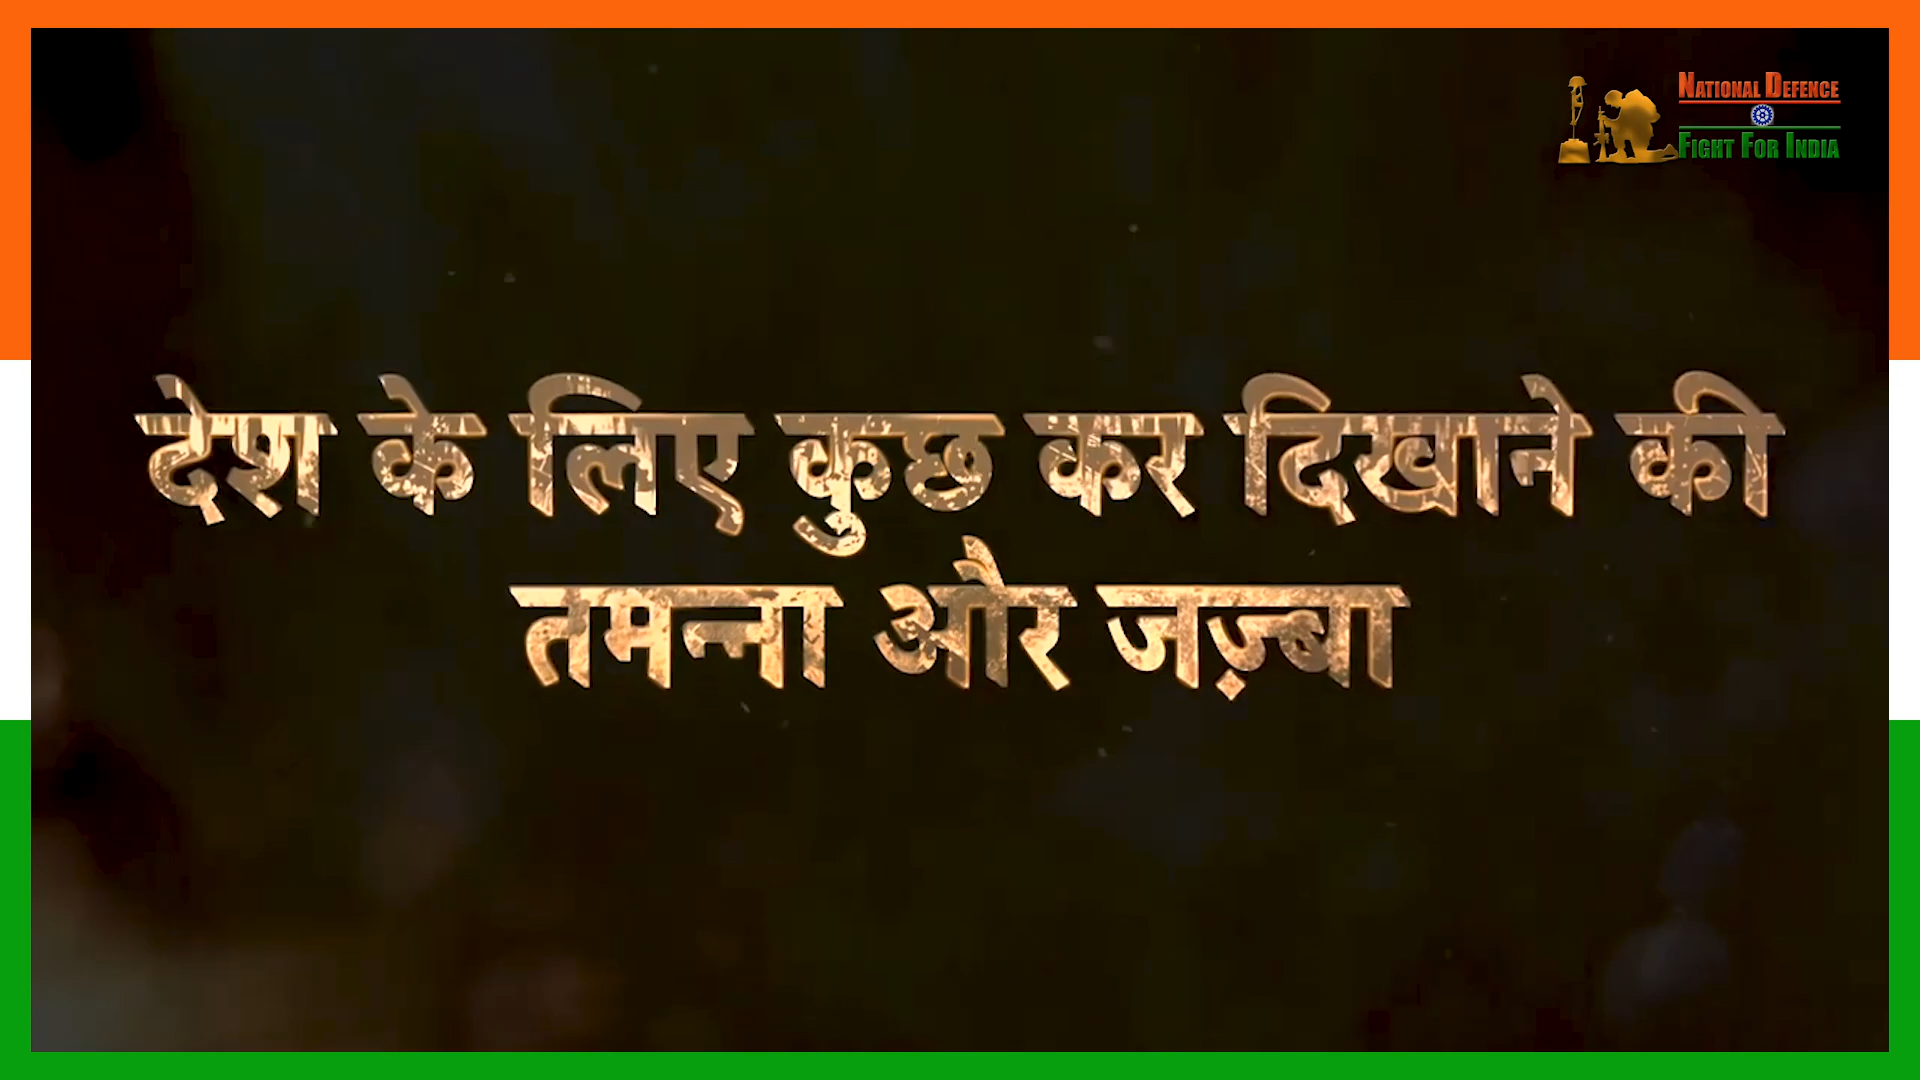 NATIONAL DEFENCE
FIGHT FOR INDIA
देश के लिए कुछ कर दिखाने की
तमन्ना और जज़्बा